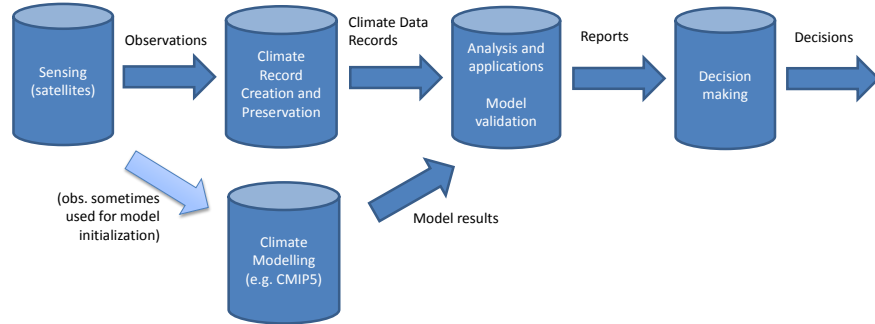 Observations
Climate Data
Records
Reports
Decisions
Sensing
(satellites)
Climate
Record
Creation and
Preservation
Analysis and
applications
Model
validation
Decision
making
(obs. sometimes
used for model
initialization)
Model results
Climate
Modelling
(e.g. CMIP5)